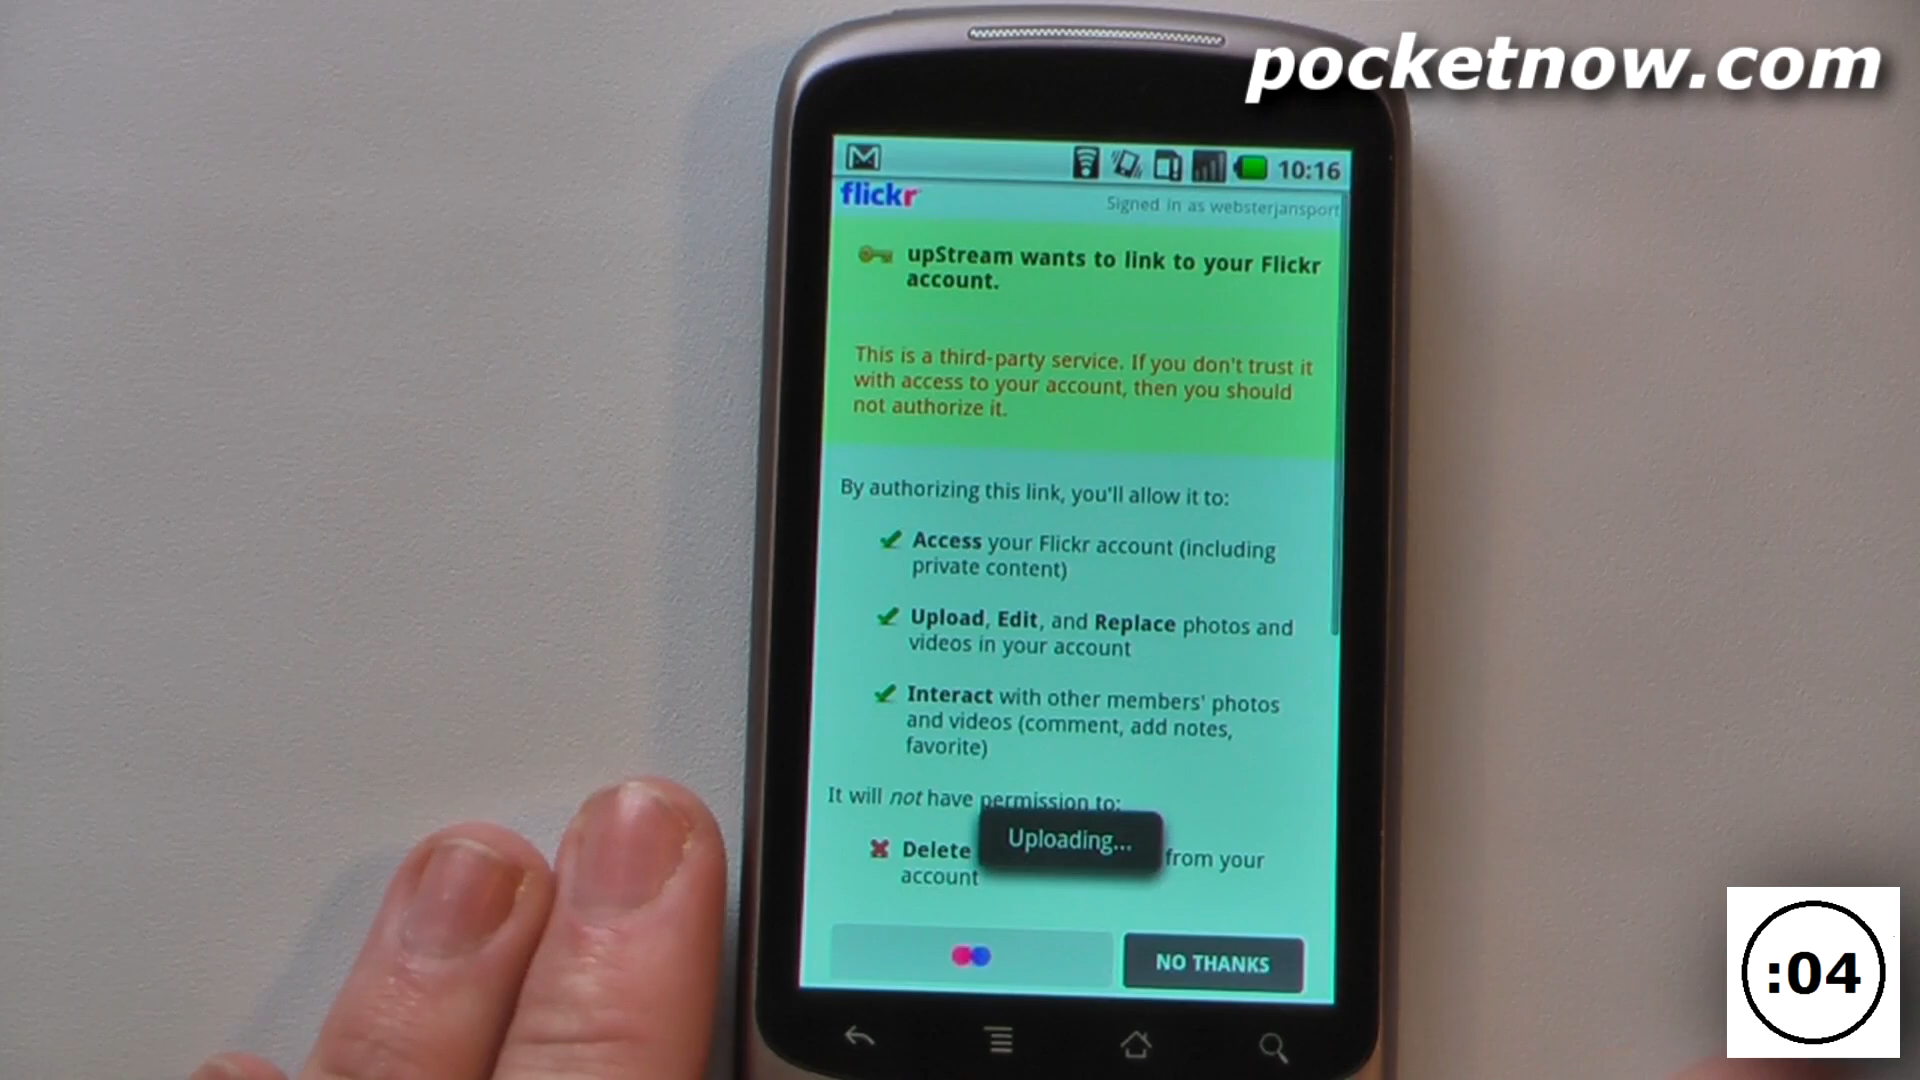 pocketnow.com
10:16
flickr
Signed in as websterjansport
upStream wants to link to your Flickr
account.
This is a third-party service. If you don't trust it
with access to your account, then you should
not authorize it.
By authorizing this link, you'll allow it to:
Access your Flickr account (including
private content)
Upload, Edit, and Replace photos and
videos in your account
Interact with other members' photos
and videos (comment, add notes,
favorite)
It will not have permission to:
Uploading...
Delete from your
account
NO THANKS
:04